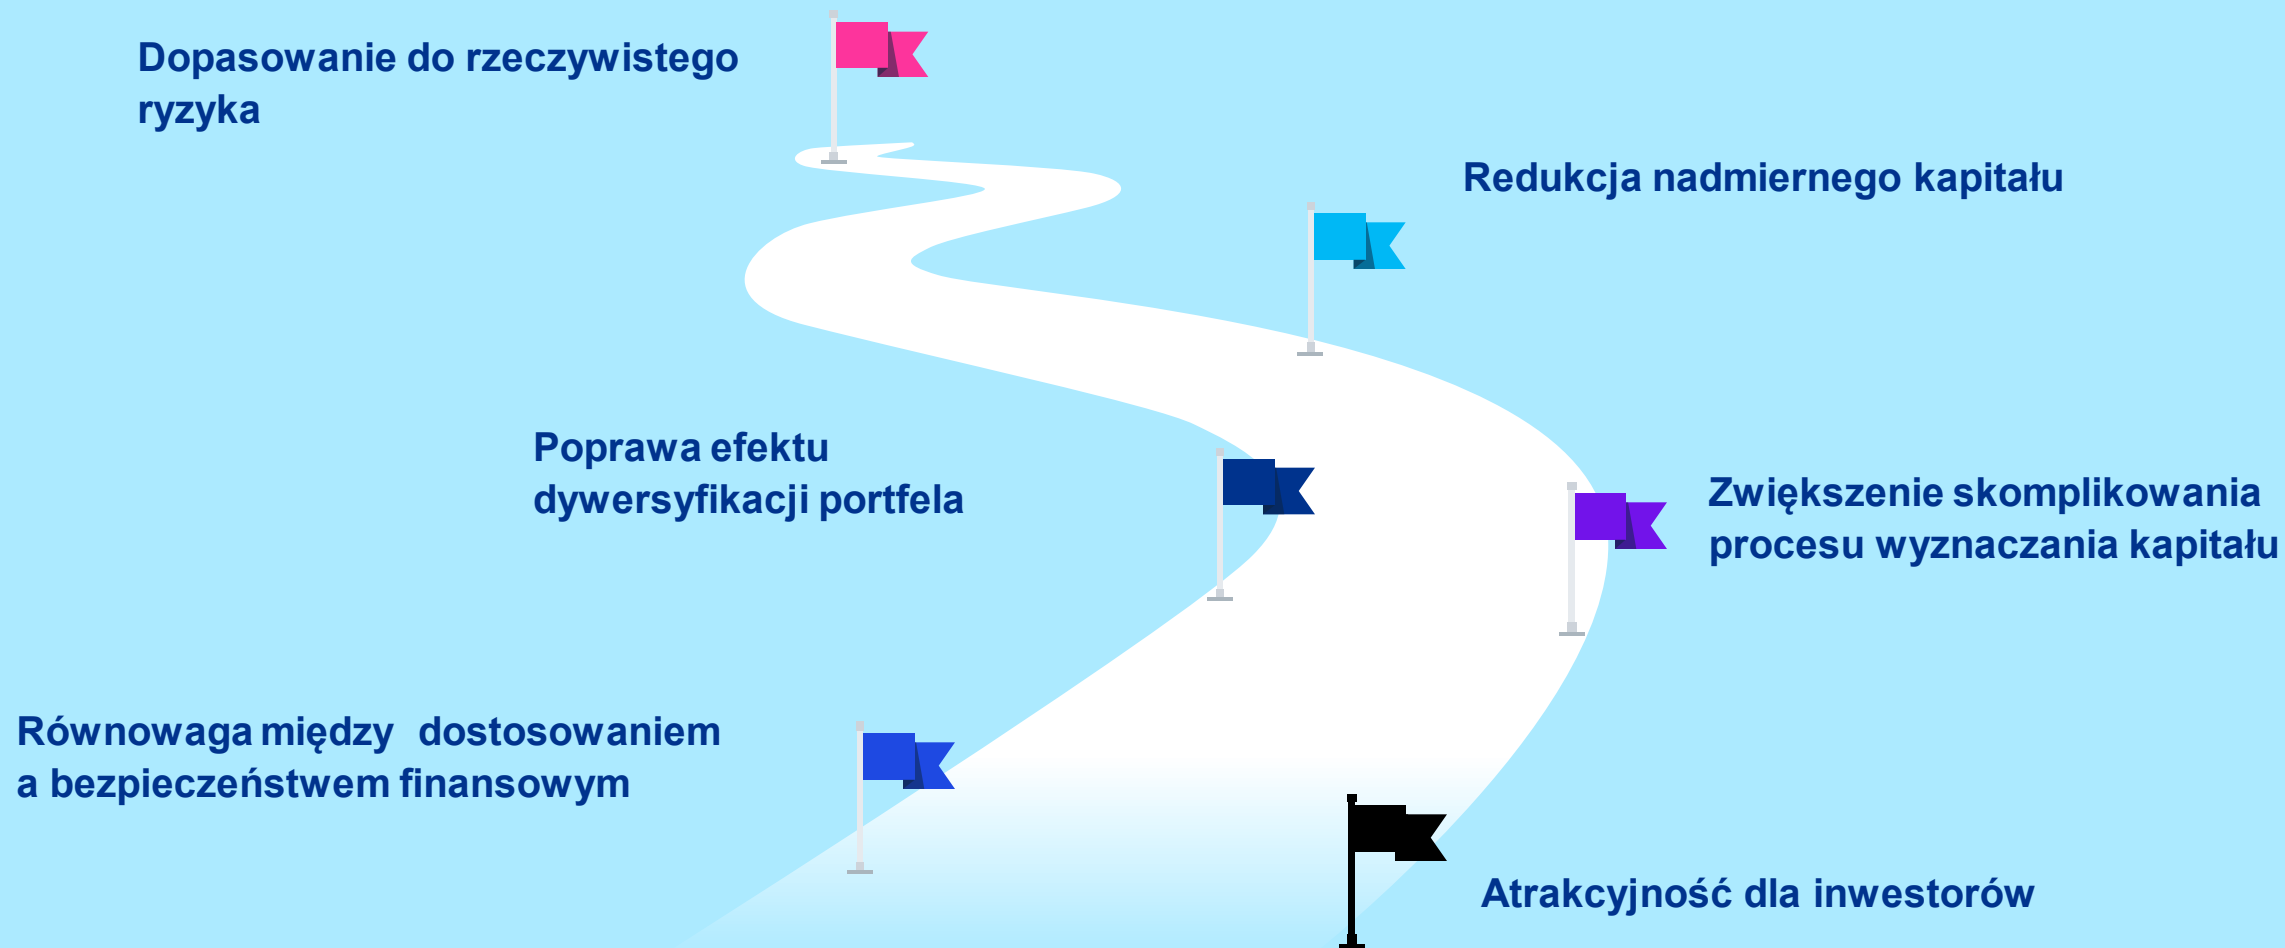 Dopasowanie do rzeczywistego
ryzyka
Redukcja nadmiernego kapitału
Poprawa efektu
dywersyfikacji portfela
Zwiększenie skomplikowania
procesu wyznaczania kapitału
Równowaga między dostosowaniem
a bezpieczeństwem finansowym
Atrakcyjność dla inwestorów